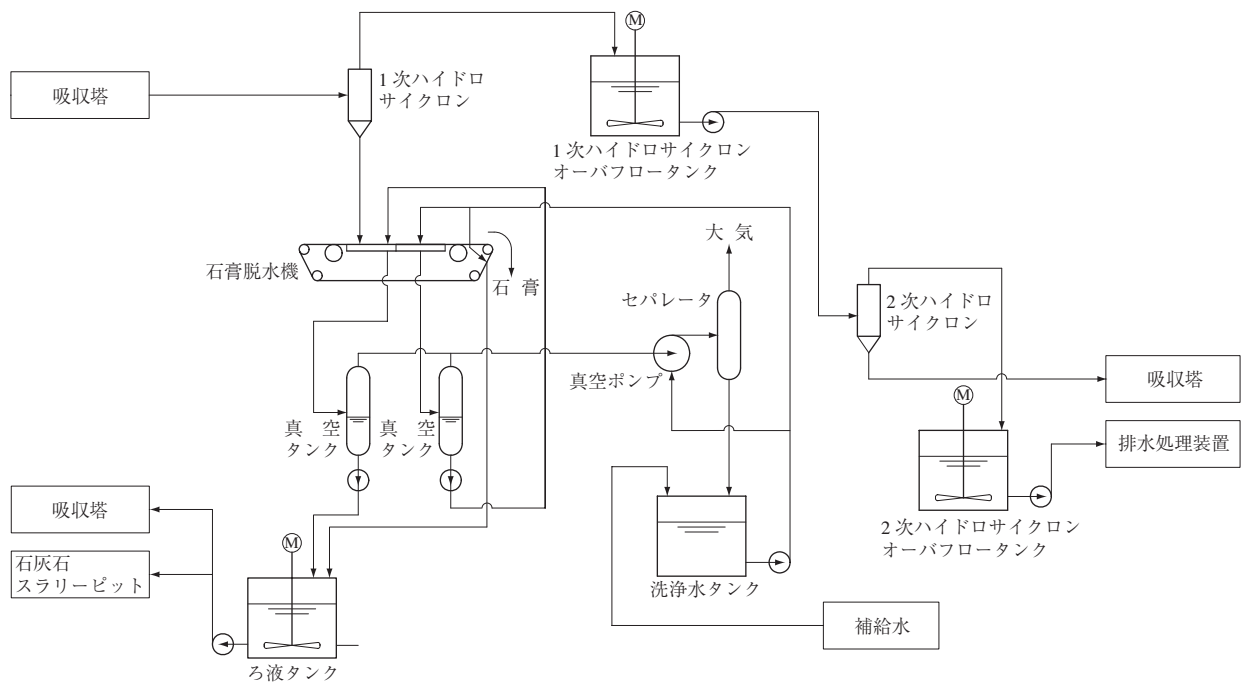 M
吸収塔
1次ハイドロ
サイクロン
1次ハイドロサイクロン
オーバフロータンク
大 気
石膏脱水機
石 膏
セパレータ
2次ハイドロ
サイクロン
真空ポンプ
吸収塔
M
真 空
タンク
真 空
タンク
排水処理装置
吸収塔
2次ハイドロサイクロン
オーバフロータンク
M
石灰石
スラリーピット
洗浄水タンク
補給水
ろ液タンク